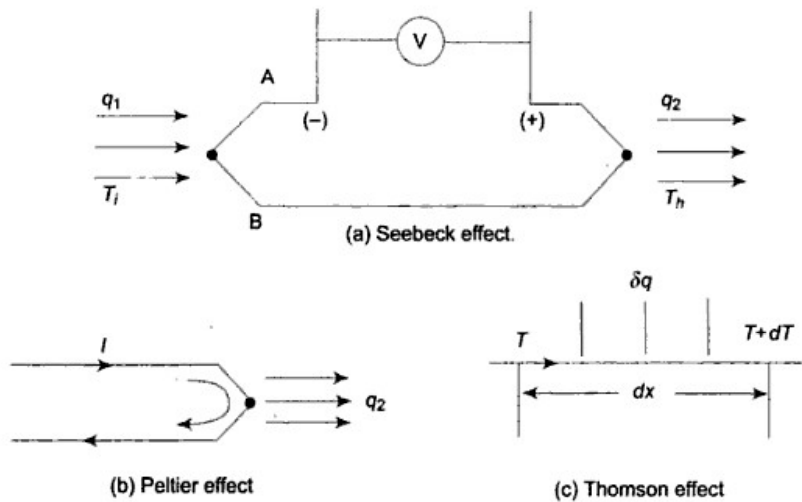 V
A
q1
(–)
(+)
q2
Ti
Th
B
(a) Seebeck effect.
δq
I
T
T+dT
q2
dx
(b) Peltier effect
(c) Thomson effect